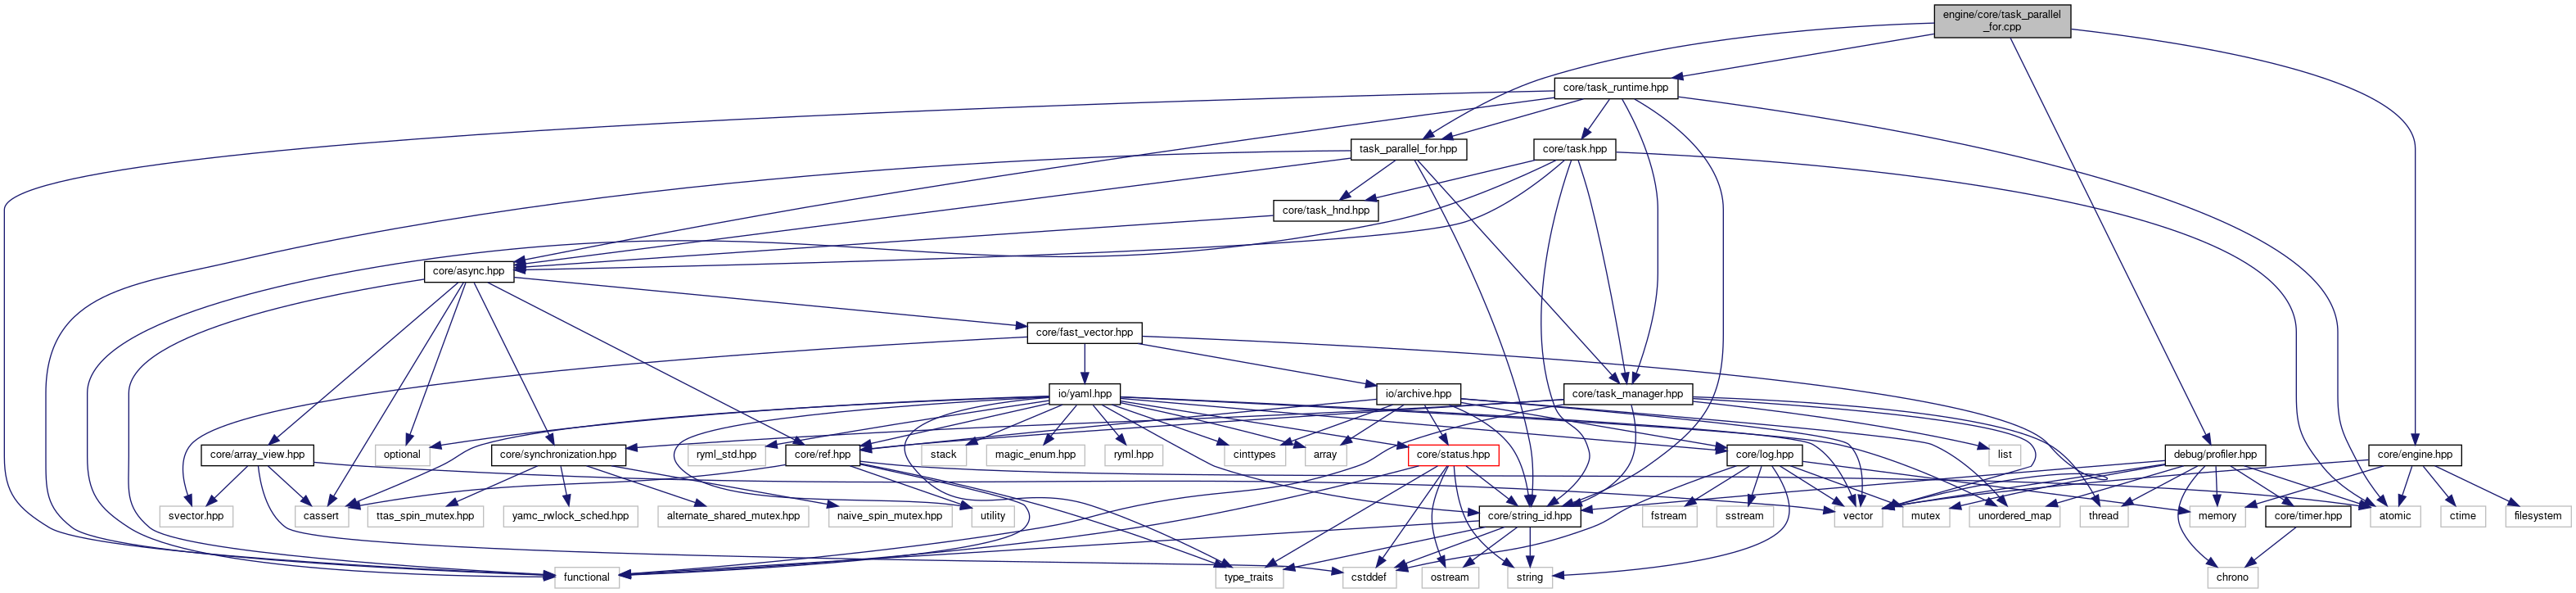 engine/core/task_parallel
_for.cpp
core/task_runtime.hpp
task_parallel_for.hpp
core/task.hpp
core/task_hnd.hpp
core/async.hpp
core/fast_vector.hpp
io/yaml.hpp
io/archive.hpp
core/task_manager.hpp
core/array_view.hpp
optional
core/synchronization.hpp
ryml_std.hpp
core/ref.hpp
stack
magic_enum.hpp
ryml.hpp
cinttypes
array
core/status.hpp
core/log.hpp
list
debug/profiler.hpp
core/engine.hpp
svector.hpp
cassert
ttas_spin_mutex.hpp
yamc_rwlock_sched.hpp
alternate_shared_mutex.hpp
naive_spin_mutex.hpp
utility
core/string_id.hpp
fstream
sstream
vector
mutex
unordered_map
thread
memory
core/timer.hpp
atomic
ctime
filesystem
functional
type_traits
cstddef
ostream
string
chrono